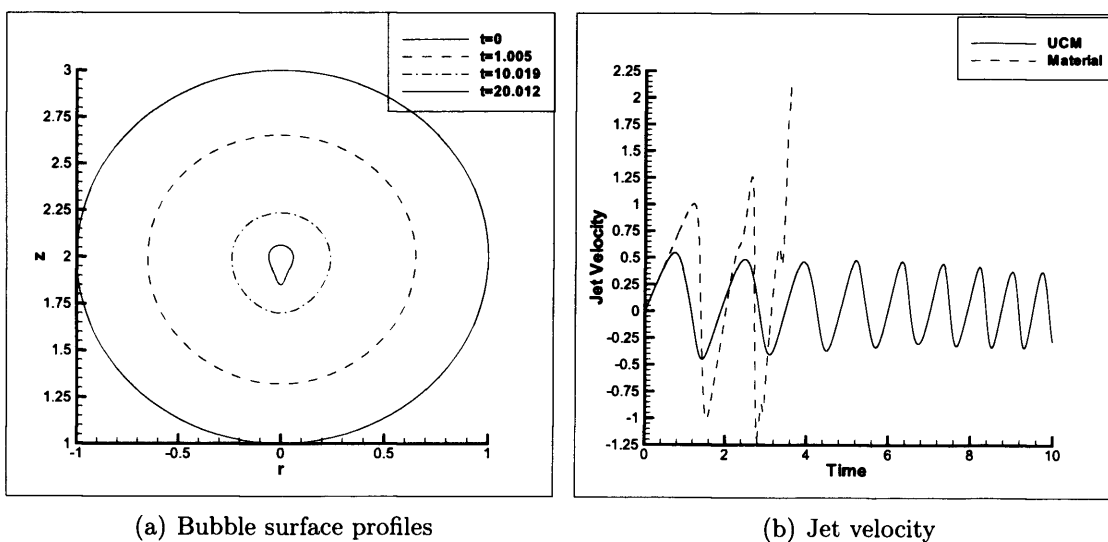 t=0
t=1.005
t=10.019
t=20.012
3
2.75
2.5
2.25
2
1.75
1.5
1.25
1
z
-1
-0.5
0
0.5
1
r
(a) Bubble surface profiles
UCM
Material
2.25
2
1.75
1.5
1.25
1
0.75
0.5
0.25
0
-0.25
-0.5
-0.75
-1
-1.25
Jet Velocity
0
2
4
6
8
10
Time
(b) Jet velocity